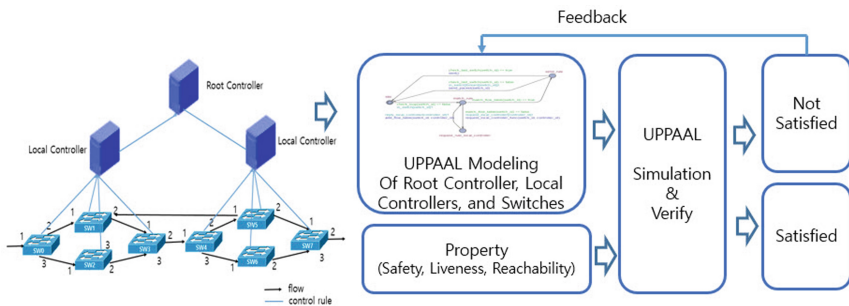 Feedback
Root Controller
Local Controller
Local Controller
UPPAAL Modeling
Of Root Controller, Local
Controllers, and Switches
Property
(Safety, Liveness, Reachability)
UPPAAL
Simulation
&
Verify
Not
Satisfied
Satisfied
1
SW0
2
3
1
SW1
2
1
SW2
3
2
1
SW3
2
3
1
SW4
2
3
1
SW5
2
1
SW6
2
1
SW7
2
3
flow
control rule